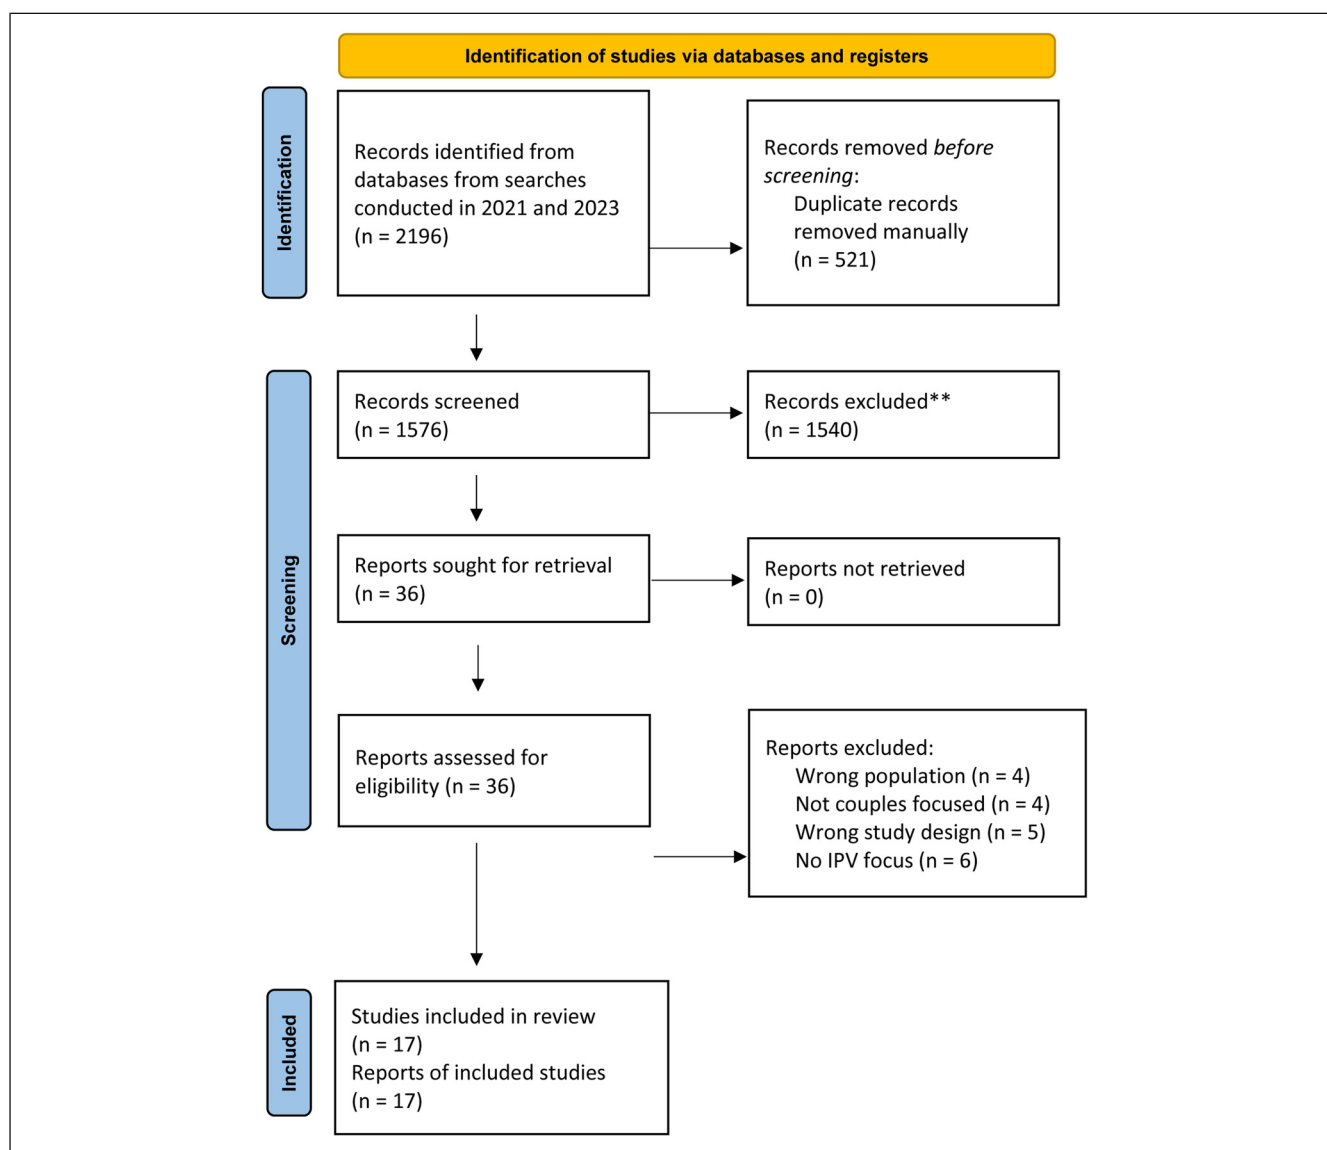 Identification of studies via databases and registers
Identification
Records identified from
databases from searches
conducted in 2021 and 2023
(n = 2196)
Records removed before
screening:
Duplicate records
removed manually
(n = 521)
Screening
Records screened
(n = 1576)
Records excluded**
(n = 1540)
Reports sought for retrieval
(n = 36)
Reports not retrieved
(n = 0)
Reports assessed for
eligibility (n = 36)
Reports excluded:
Wrong population (n = 4)
Not couples focused (n = 4)
Wrong study design (n = 5)
No IPV focus (n = 6)
Included
Studies included in review
(n = 17)
Reports of included studies
(n = 17)